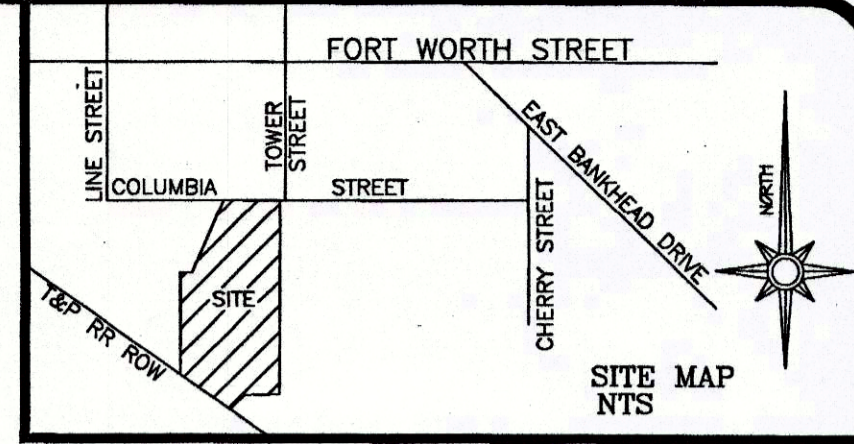 FORT WORTH STREET
LINE STREET
TOWER
STREET
EAST BANKHEAD DRIVE
COLUMBIA
STREET
CHERRY STREET
NORTH
SITE
T&P RR ROW
SITE MAP
NTS